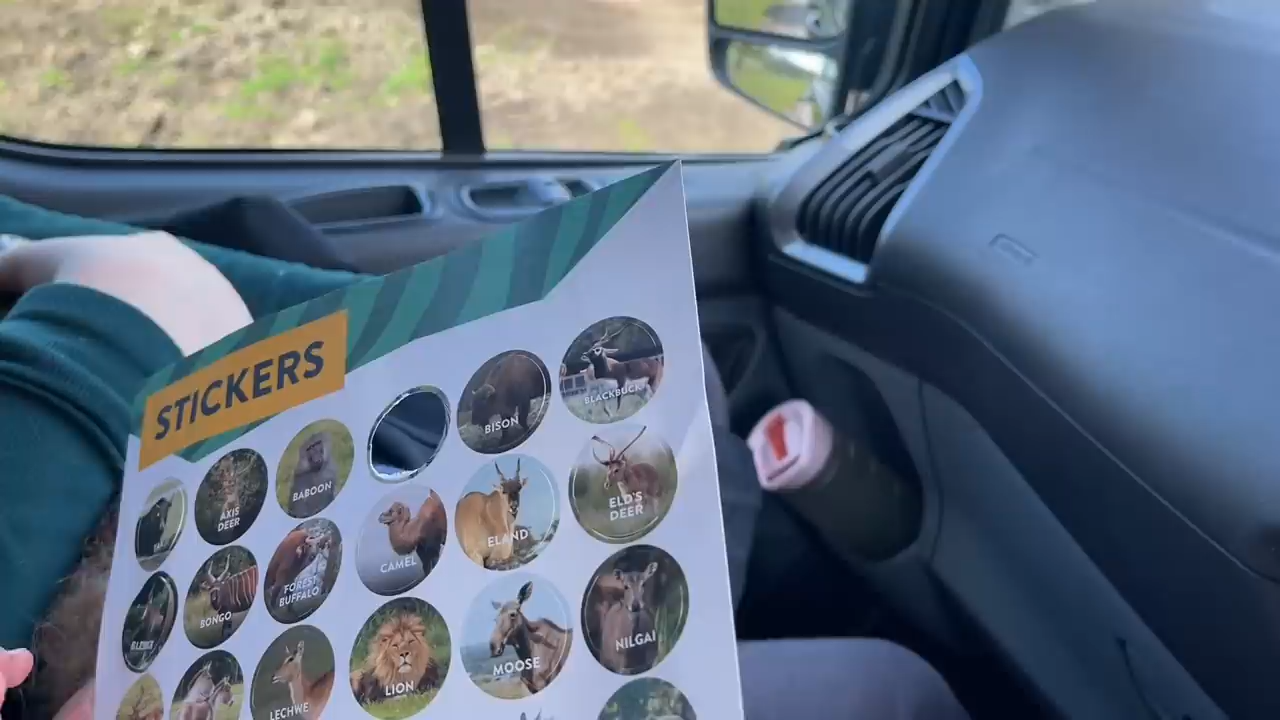 STICKERS
BISON
BLACKBUCK
AXIS
DEER
BABOON
CAMEL
ELAND
ELD'S
DEER
BONGO
FOREST
BUFFALO
LION
MOOSE
NILGAI
LECHWE